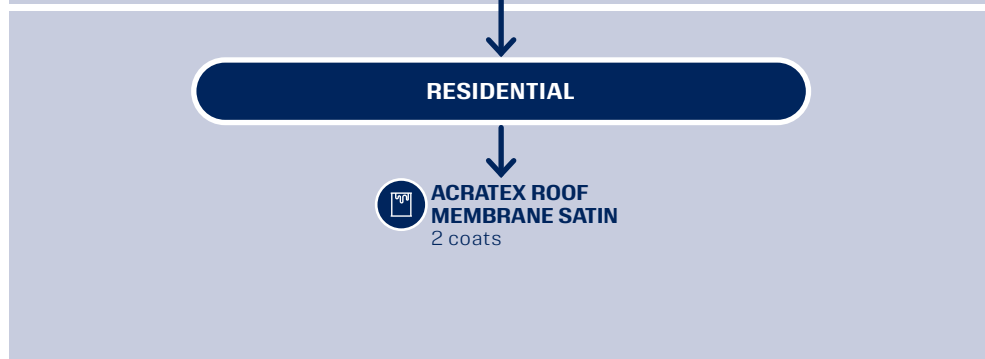 RESIDENTIAL
ACRATEX ROOF
MEMBRANE SATIN
2 coats